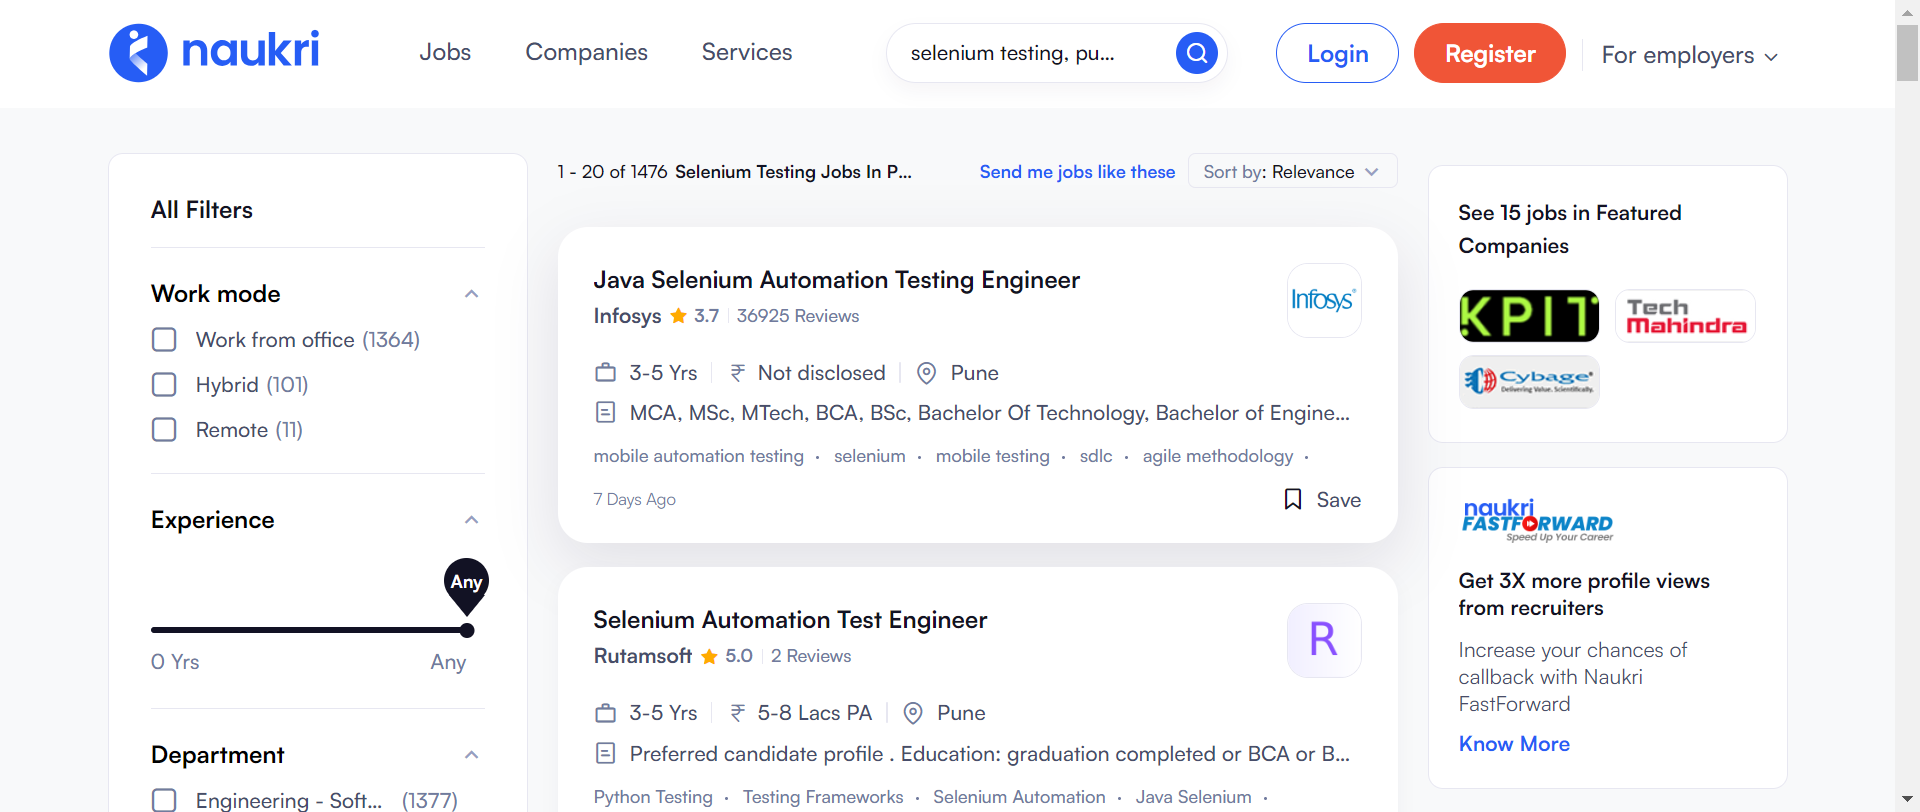 naukri
Jobs
Companies
Services
selenium testing, pu...
Login
Register
For employers
All Filters
Work mode
Work from office (1364)
Hybrid (101)
Remote (11)
Experience
Any
0 Yrs
Any
Department
Engineering - Soft... (1377)
1 - 20 of 1476 Selenium Testing Jobs In P...
Send me jobs like these
Sort by: Relevance
Java Selenium Automation Testing Engineer
Infosys 3.7 36925 Reviews
Infosys
3-5 Yrs
₹ Not disclosed
Pune
MCA, MSc, MTech, BCA, BSc, Bachelor Of Technology, Bachelor of Engine...
mobile automation testing · selenium · mobile testing · sdlc · agile methodology ·
7 Days Ago
Save
Selenium Automation Test Engineer
Rutamsoft 5.0 2 Reviews
R
3-5 Yrs
₹ 5-8 Lacs PA
Pune
Preferred candidate profile . Education: graduation completed or BCA or B...
Python Testing · Testing Frameworks · Selenium Automation · Java Selenium ·
See 15 jobs in Featured
Companies
KPIT
Tech
Mahindra
Cybage
Delivering Value. Scientifically.
naukri
FASTFORWARD
Speed Up Your Career
Get 3X more profile views
from recruiters
Increase your chances of
callback with Naukri
FastForward
Know More